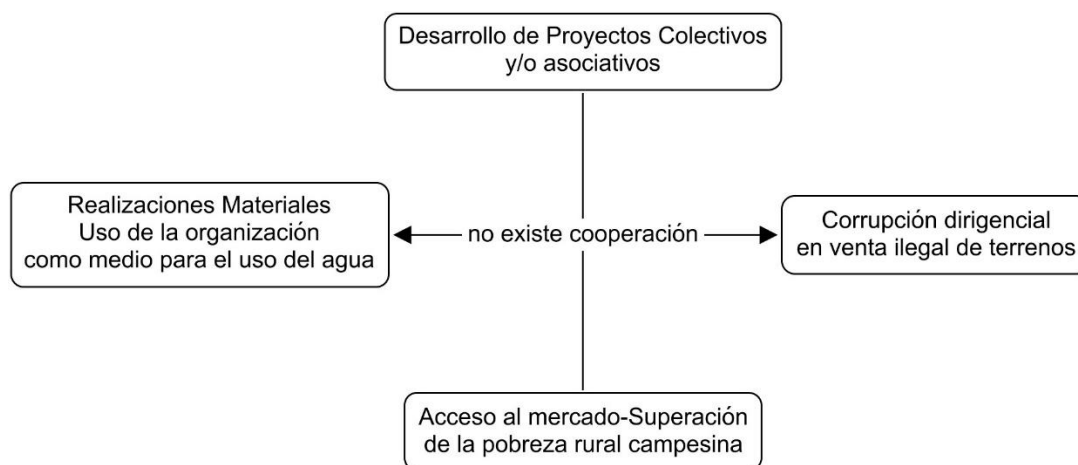 Desarrollo de Proyectos Colectivos
y/o asociativos
Realizaciones Materiales
Uso de la organización
como medio para el uso del agua
no existe cooperación
Corrupción dirigencial
en venta ilegal de terrenos
Acceso al mercado-Superación
de la pobreza rural campesina